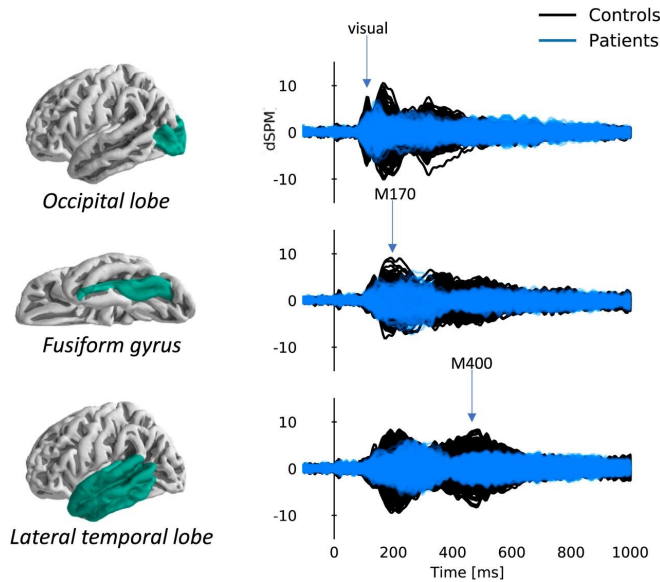 Controls
Patients
visual
10
0
-10
dSPM
Occipital lobe
M170
10
0
-10
Fusiform gyrus
M400
10
0
-10
Lateral temporal lobe
0 200 400 600 800 1000
Time [ms]